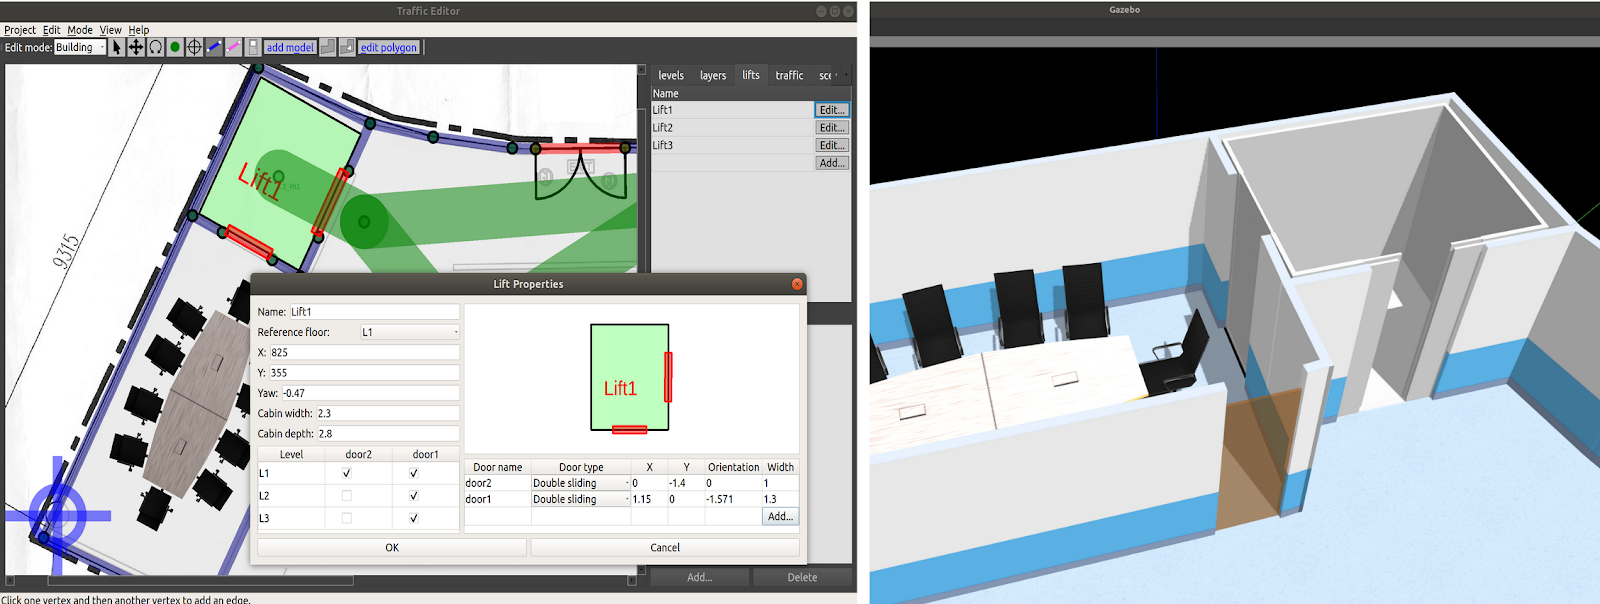 Traffic Editor
Project Edit Mode View Help
Edit mode: Building add model edit polygon
levels layers lifts traffic sce
Name
Lift1 Edit...
Lift2 Edit...
Lift3 Edit...
Add...
Lift1
EXIT
9315
Lift Properties
Name: Lift1
Reference floor: L1
X: 825
Y: 355
Yaw: -0.47
Cabin width: 2.3
Cabin depth: 2.8
Level door2 door1
L1
L2
L3
Lift1
Door name Door type X Y Orientation Width
door2 Double sliding 0 -1.4 0 1
door1 Double sliding 1.15 0 -1.571 1.3
Add...
OK Cancel
Add... Delete
Click one vertex and then another vertex to add an edge.
Gazebo